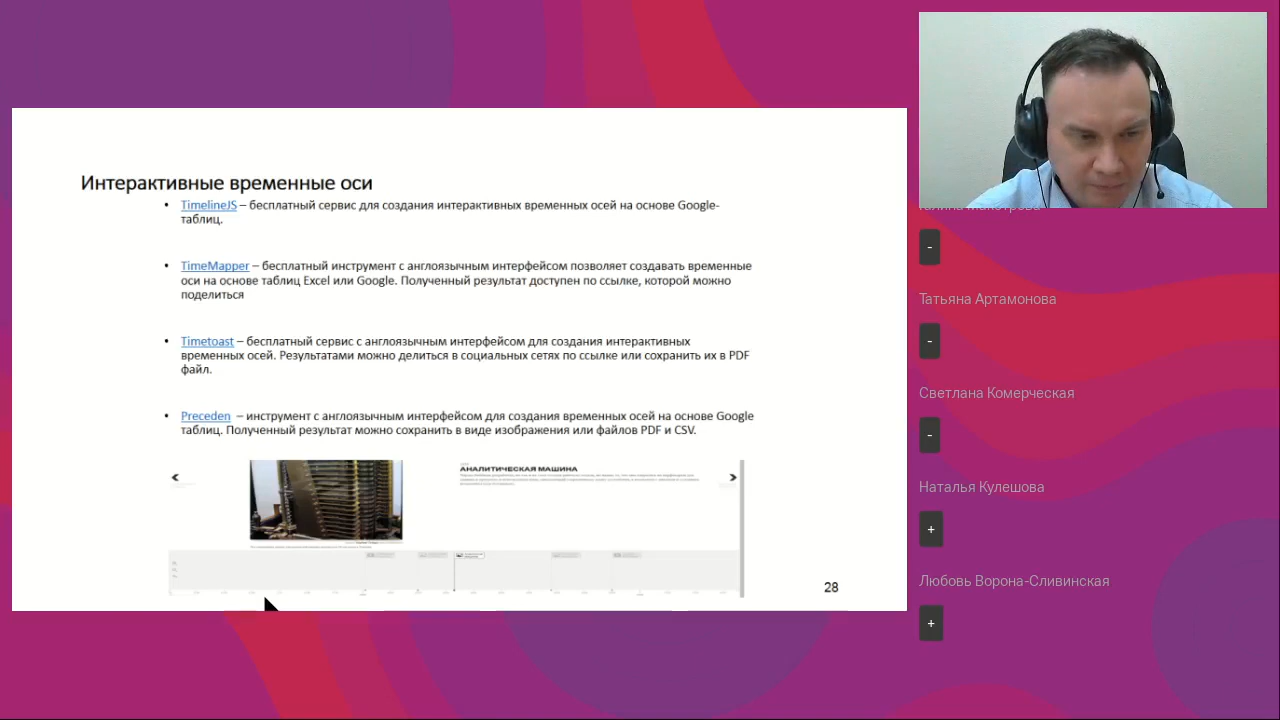 Интерактивные временные оси
• TimelineJS – бесплатный сервис для создания интерактивных временных осей на основе Google-
таблиц.
• TimeMapper – бесплатный инструмент с англоязычным интерфейсом позволяет создавать временные
оси на основе таблиц Excel или Google. Полученный результат доступен по ссылке, которой можно
поделиться
• Timetoast – бесплатный сервис с англоязычным интерфейсом для создания интерактивных
временных осей. Результатами можно делиться в социальных сетях по ссылке или сохранить их в PDF
файл.
• Preceden – инструмент с англоязычным интерфейсом для создания временных осей на основе Google
таблиц. Полученный результат можно сохранить в виде изображения или файлов PDF и CSV.
АНАЛИТИЧЕСКАЯ МАШИНА
28
-
Татьяна Артамонова
-
Светлана Комерческая
-
Наталья Кулешова
+
Любовь Ворона-Сливинская
+